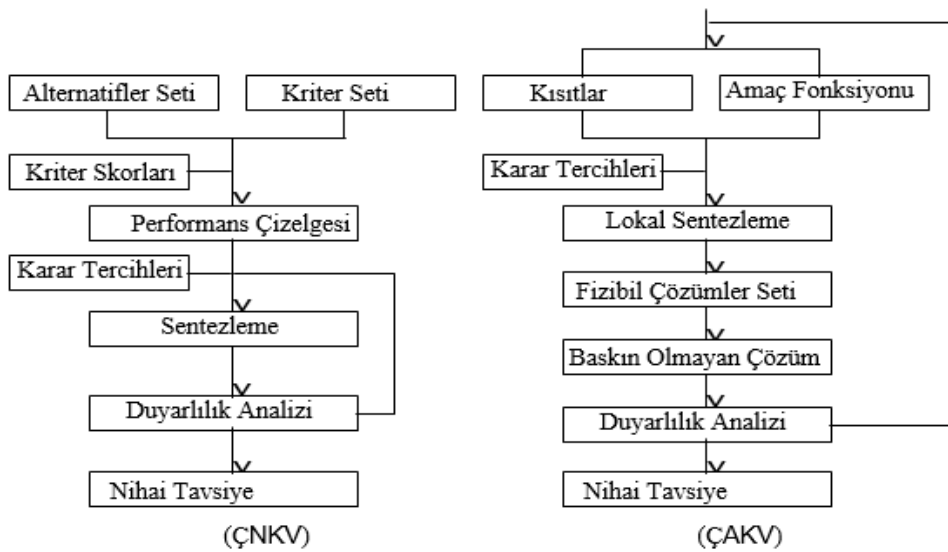 Alternatifler Seti
Kriter Seti
Kriter Skorları
Performans Çizelgesi
Karar Tercihleri
Sentezleme
Duyarlılık Analizi
Nihai Tavsiye
(ÇNKV)
Kısıtlar
Amaç Fonksiyonu
Karar Tercihleri
Lokal Sentezleme
Fizibil Çözümler Seti
Baskın Olmayan Çözüm
Duyarlılık Analizi
Nihai Tavsiye
(ÇAKV)